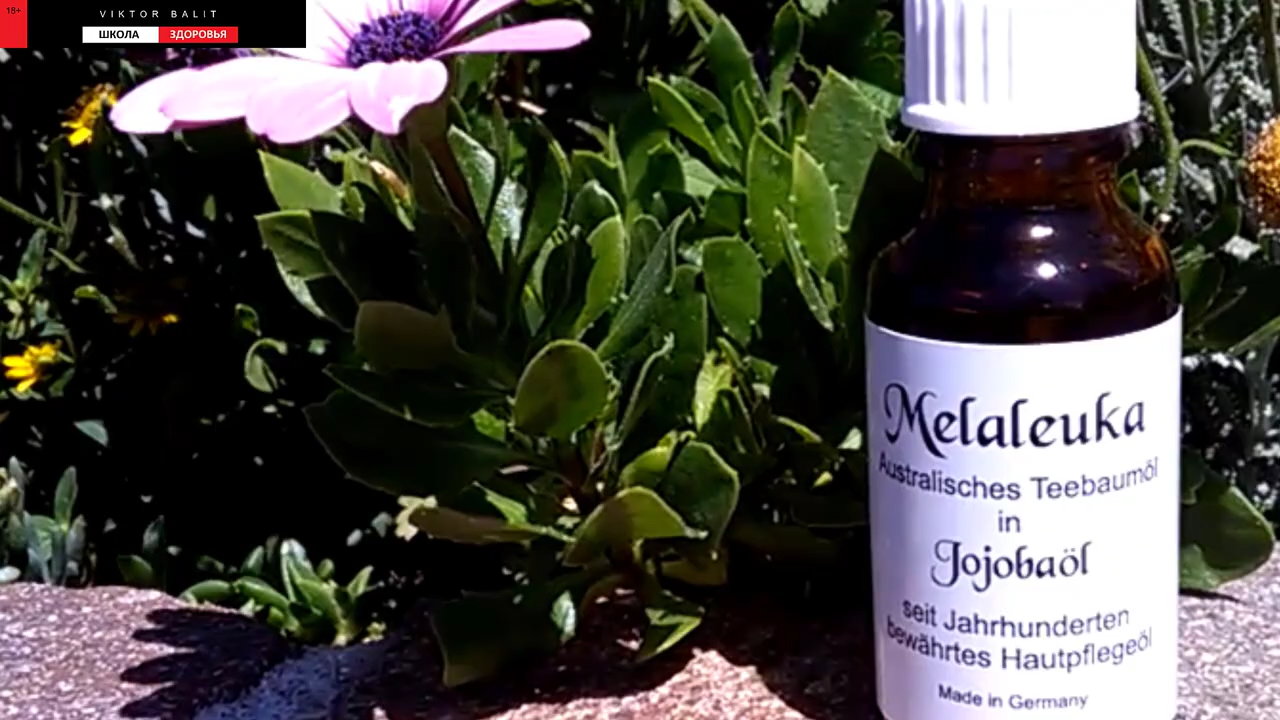 18+
VIKTOR BALIT
ШКОЛА ЗДОРОВЬЯ
Melaleuka
Australisches Teebaumöl
in
Jojobaöl
seit Jahrhunderten
bewährtes Hautpflegeöl
Made in Germany